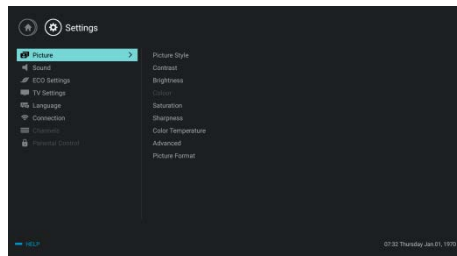 Settings
Picture
Sound
ECO Settings
TV Settings
Language
Connection
Channels
Parental Control
Picture Style
Contrast
Brightness
Colour
Saturation
Sharpness
Color Temperature
Advanced
Picture Format
HELP
07:32 Thursday Jan.01, 1970